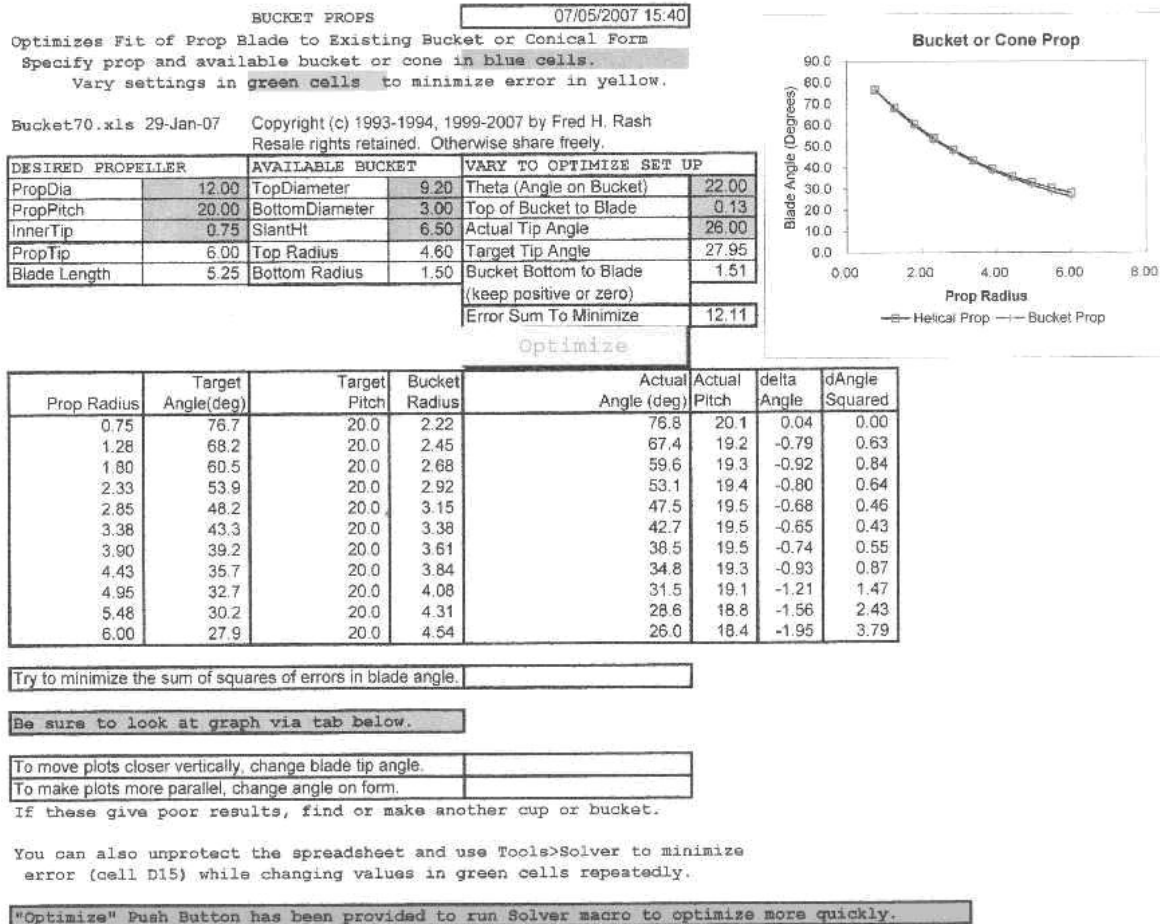 BUCKET PROPS 07/05/2007 15:40
Optimizes Fit of Prop Blade to Existing Bucket or Conical Form
Specify prop and available bucket or cone in blue cells.
Vary settings in green cells to minimize error in yellow.
Bucket70.xls 29-Jan-07 Copyright (c) 1993-1994, 1999-2007 by Fred H. Rash
Resale rights retained. Otherwise share freely.
DESIRED PROPELLER AVAILABLE BUCKET VARY TO OPTIMIZE SET UP
PropDia 12.00 TopDiameter 9.20 Theta (Angle on Bucket) 22.00
PropPitch 20.00 BottomDiameter 3.00 Top of Bucket to Blade 0.13
InnerTip 0.75 SlantHt 6.50 Actual Tip Angle 26.00
PropTip 6.00 Top Radius 4.60 Target Tip Angle 27.95
Blade Length 5.25 Bottom Radius 1.50 Bucket Bottom to Blade 1.51
(keep positive or zero)
Error Sum To Minimize 12.11
Optimize
Bucket or Cone Prop
Blade Angle (Degrees)
90.0
80.0
70.0
60.0
50.0
40.0
30.0
20.0
10.0
0.0
0.00 2.00 4.00 6.00 8.00
Prop Radius
Helical Prop Bucket Prop
Target Target Bucket Actual Actual delta dAngle
Prop Radius Angle(deg) Pitch Radius Angle (deg) Pitch Angle Squared
0.75 76.7 20.0 2.22 76.8 20.1 0.04 0.00
1.28 68.2 20.0 2.45 67.4 19.2 -0.79 0.63
1.80 60.5 20.0 2.68 59.6 19.3 -0.92 0.84
2.33 53.9 20.0 2.92 53.1 19.4 -0.80 0.64
2.85 48.2 20.0 3.15 47.5 19.5 -0.68 0.46
3.38 43.3 20.0 3.38 42.7 19.5 -0.65 0.43
3.90 39.2 20.0 3.61 38.5 19.5 -0.74 0.55
4.43 35.7 20.0 3.84 34.8 19.3 -0.93 0.87
4.95 32.7 20.0 4.08 31.5 19.1 -1.21 1.47
5.48 30.2 20.0 4.31 28.6 18.8 -1.56 2.43
6.00 27.9 20.0 4.54 26.0 18.4 -1.95 3.79
Try to minimize the sum of squares of errors in blade angle.
Be sure to look at graph via tab below.
To move plots closer vertically, change blade tip angle.
To make plots more parallel, change angle on form.
If these give poor results, find or make another cup or bucket.
You can also unprotect the spreadsheet and use Tools>Solver to minimize
error (cell D15) while changing values in green cells repeatedly.
"Optimize" Push Button has been provided to run Solver macro to optimize more quickly.